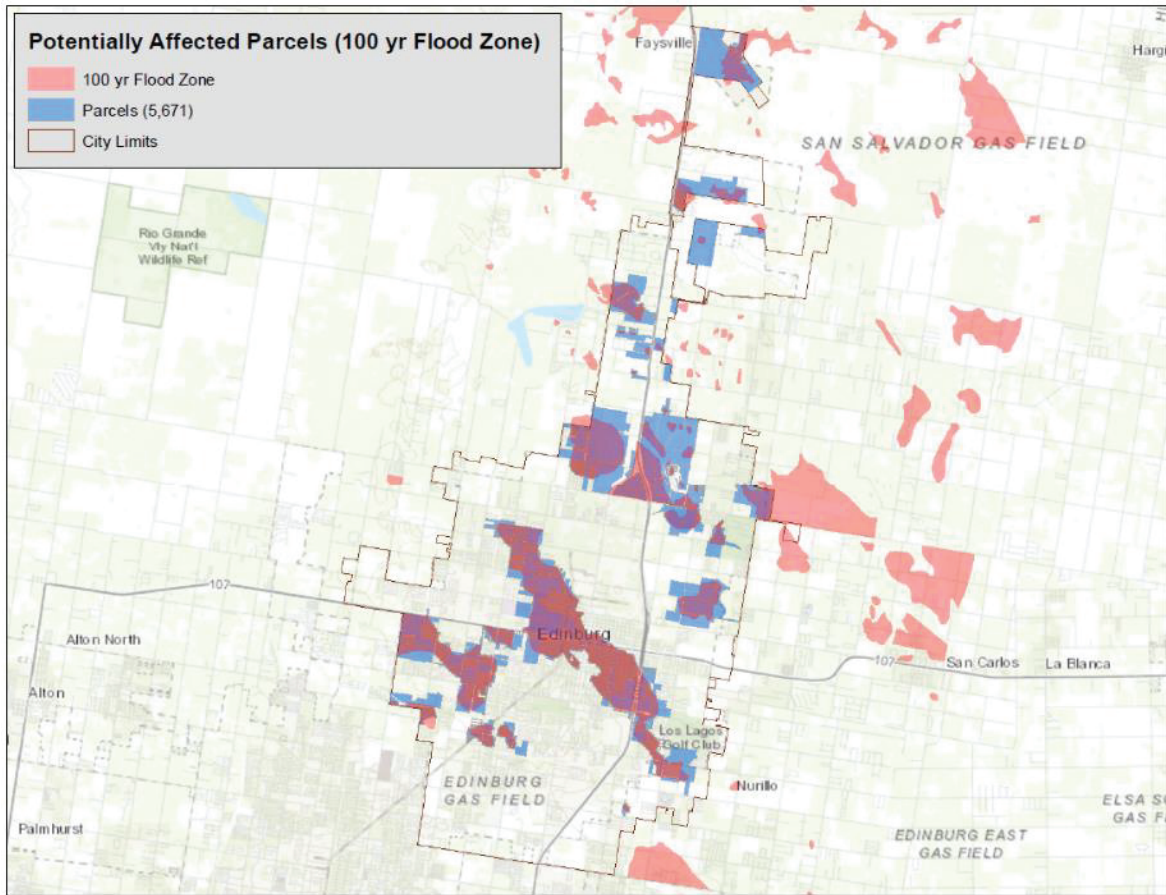 Potentially Affected Parcels (100 yr Flood Zone)
100 yr Flood Zone
Parcels (5,671)
City Limits
Faysville
SAN SALVADOR GAS FIELD
Rio Grande
Vly Nat'l
Wildlife Ref
107
Alton North
Edinburg
107
San Carlos
La Blanca
Alton
Los Lagos
Golf Club
EDINBURG
GAS FIELD
Nurillo
Palmhurst
EDINBURG EAST
GAS FIELD